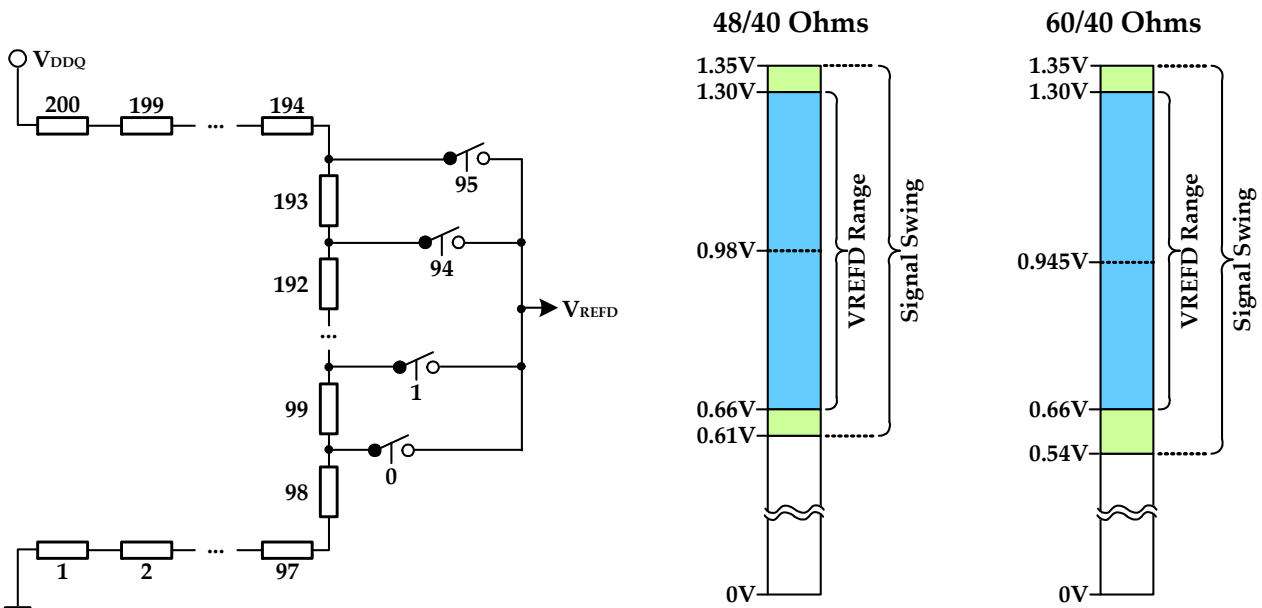 VDDQ
200 199 ... 194
95
193
94
192
VREFD
...
1
99
0
98
...
1 2 97
48/40 Ohms
1.35V
1.30V
0.98V
0.66V
0.61V
0V
VREFD Range
Signal Swing
60/40 Ohms
1.35V
1.30V
0.945V
0.66V
0.54V
0V
VREFD Range
Signal Swing